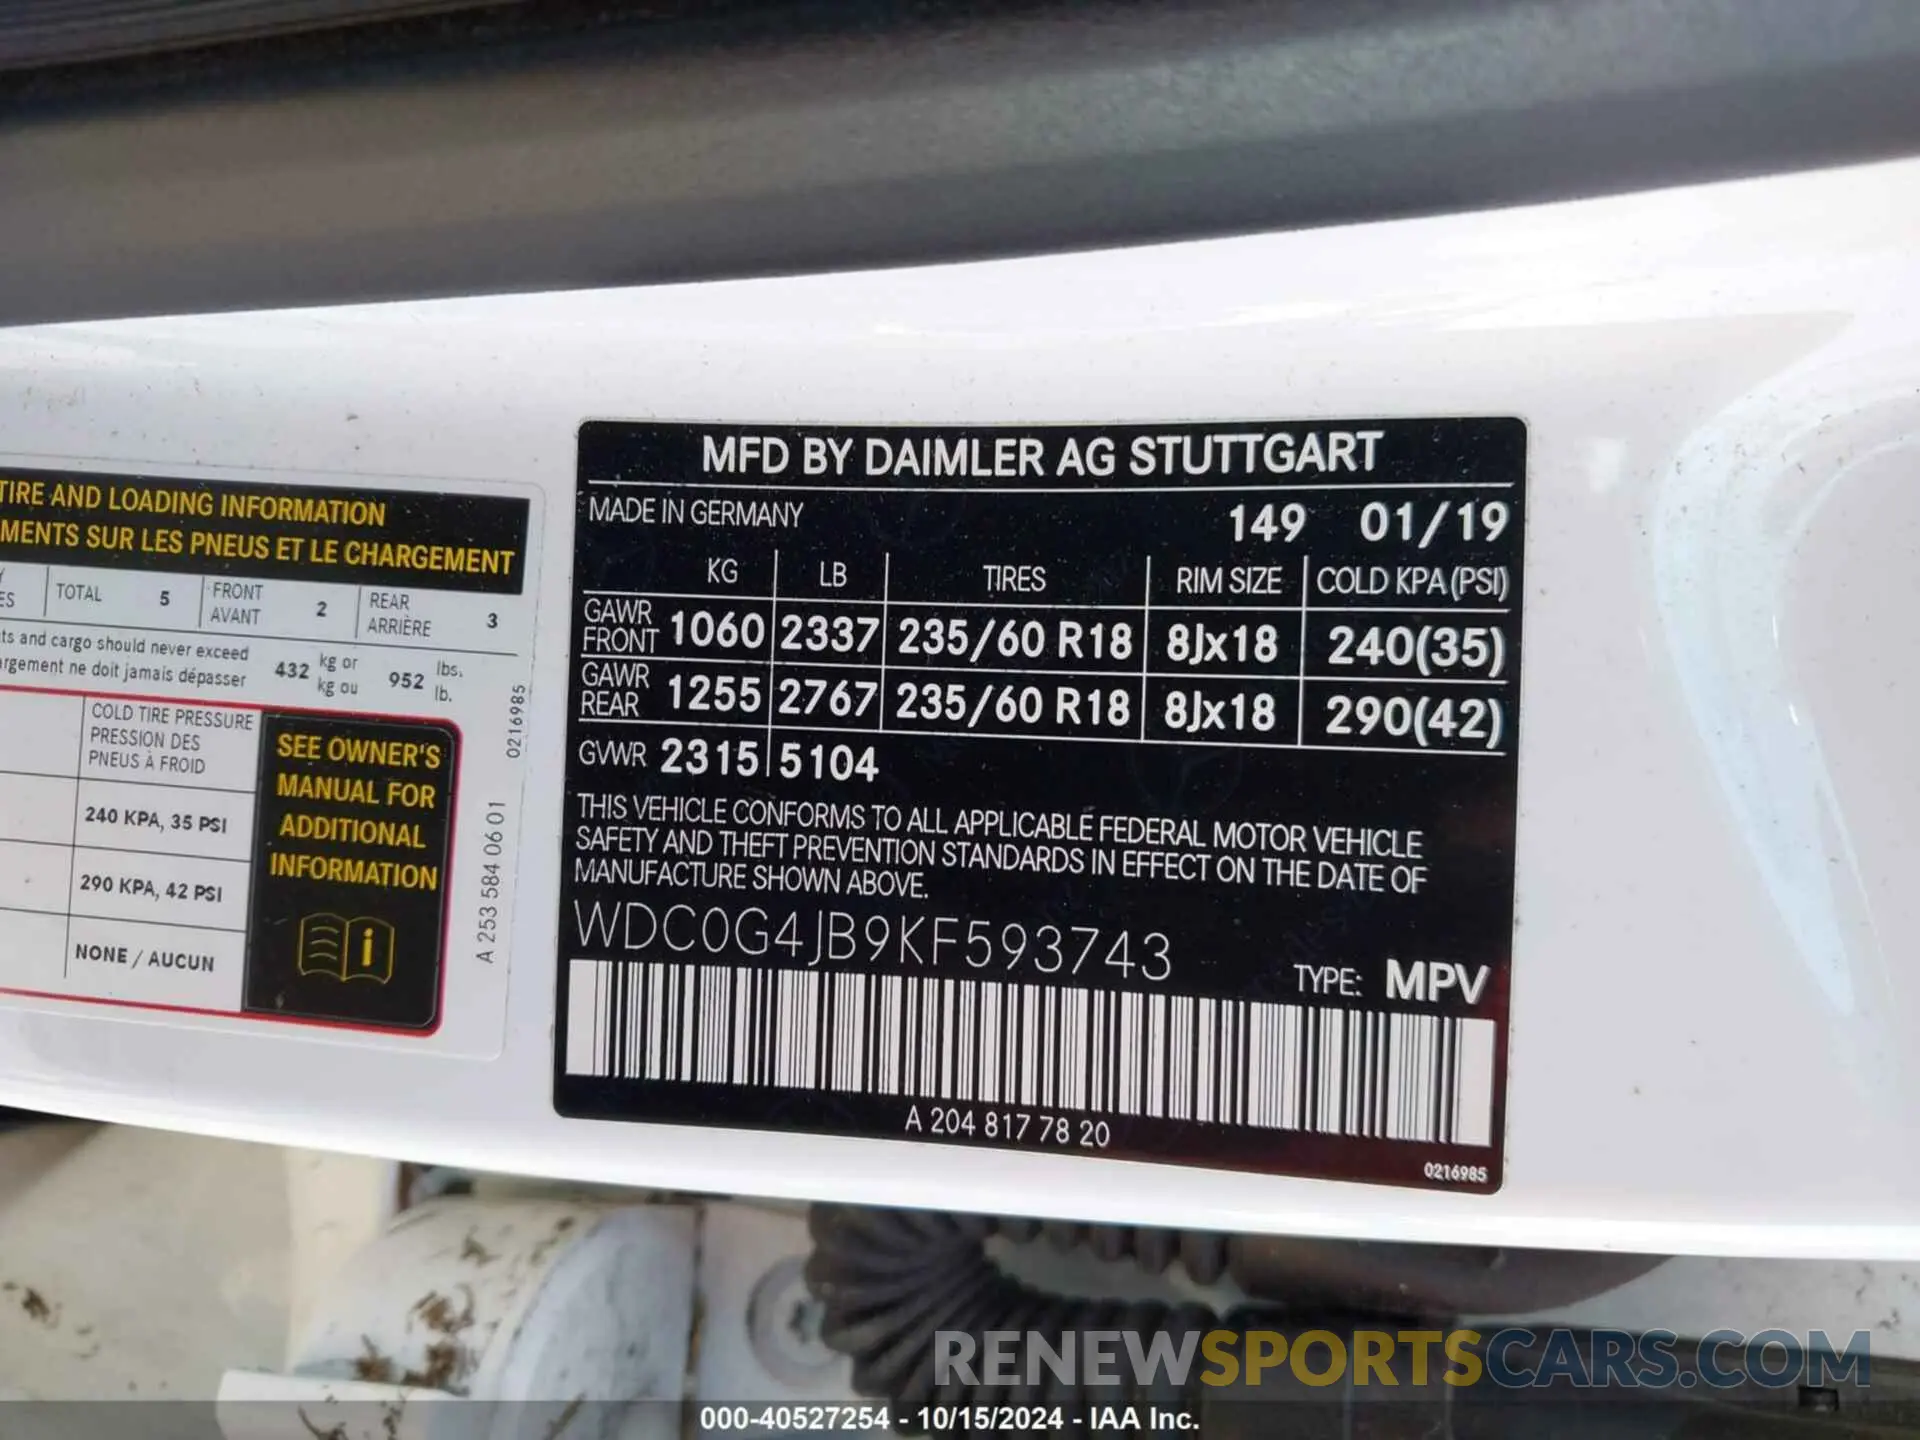 TIRE AND LOADING INFORMATION
MENTS SUR LES PNEUS ET LE CHARGEMENT
TOTAL 5 FRONT AVANT 2 REAR ARRIÈRE 3
and cargo should never exceed
ne doit jamais dépasser
432 kg or kg ou 952 lbs. lb.
COLD TIRE PRESSURE
PRESSION DES
PNEUS À FROID
240 KPA, 35 PSI
290 KPA, 42 PSI
NONE / AUCUN
SEE OWNER'S
MANUAL FOR
ADDITIONAL
INFORMATION
i
0216985
A 253 584 06 01
MFD BY DAIMLER AG STUTTGART
MADE IN GERMANY 149 01/19
KG LB TIRES RIM SIZE COLD KPA(PSI)
GAWR FRONT 1060 2337 235/60 R18 8Jx18 240(35)
GAWR REAR 1255 2767 235/60 R18 8Jx18 290(42)
GVWR 2315 5104
THIS VEHICLE CONFORMS TO ALL APPLICABLE FEDERAL MOTOR VEHICLE
SAFETY AND THEFT PREVENTION STANDARDS IN EFFECT ON THE DATE OF
MANUFACTURE SHOWN ABOVE.
WDC0G4JB9KF593743
TYPE: MPV
A 204 817 78 20
0216985
RENEWSPORTSCARS.COM
000-40527254 - 10/15/2024 - IAA Inc.